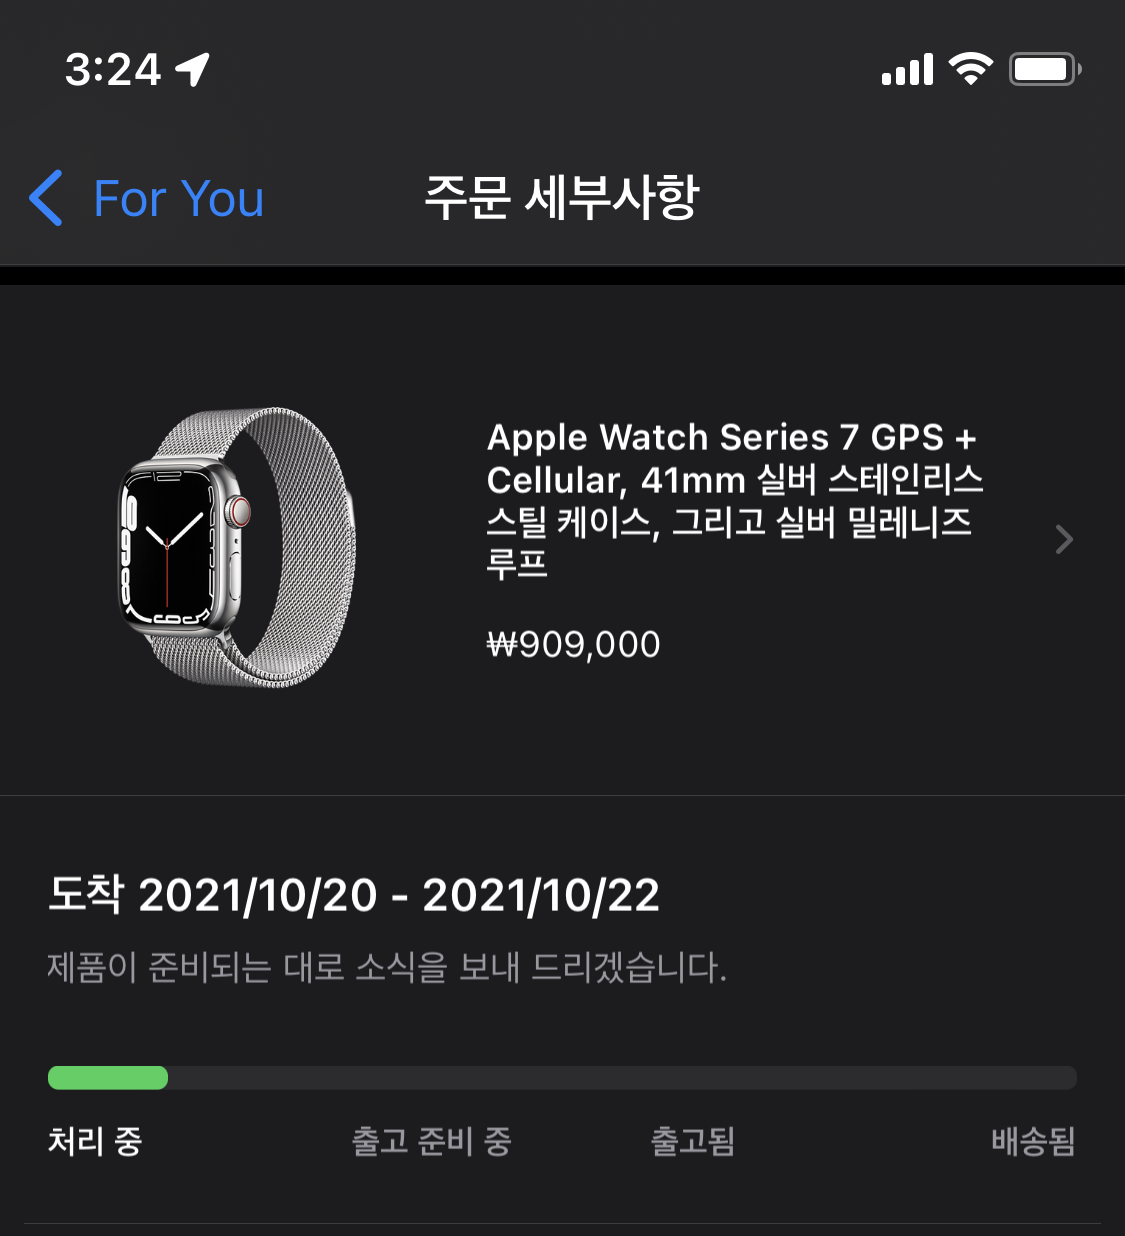 3:24
For You
주문 세부사항
Apple Watch Series 7 GPS +
Cellular, 41mm 실버 스테인리스
스틸 케이스, 그리고 실버 밀레니즈
루프
₩909,000
도착 2021/10/20 - 2021/10/22
제품이 준비되는 대로 소식을 보내 드리겠습니다.
처리 중
출고 준비 중
출고됨
배송됨